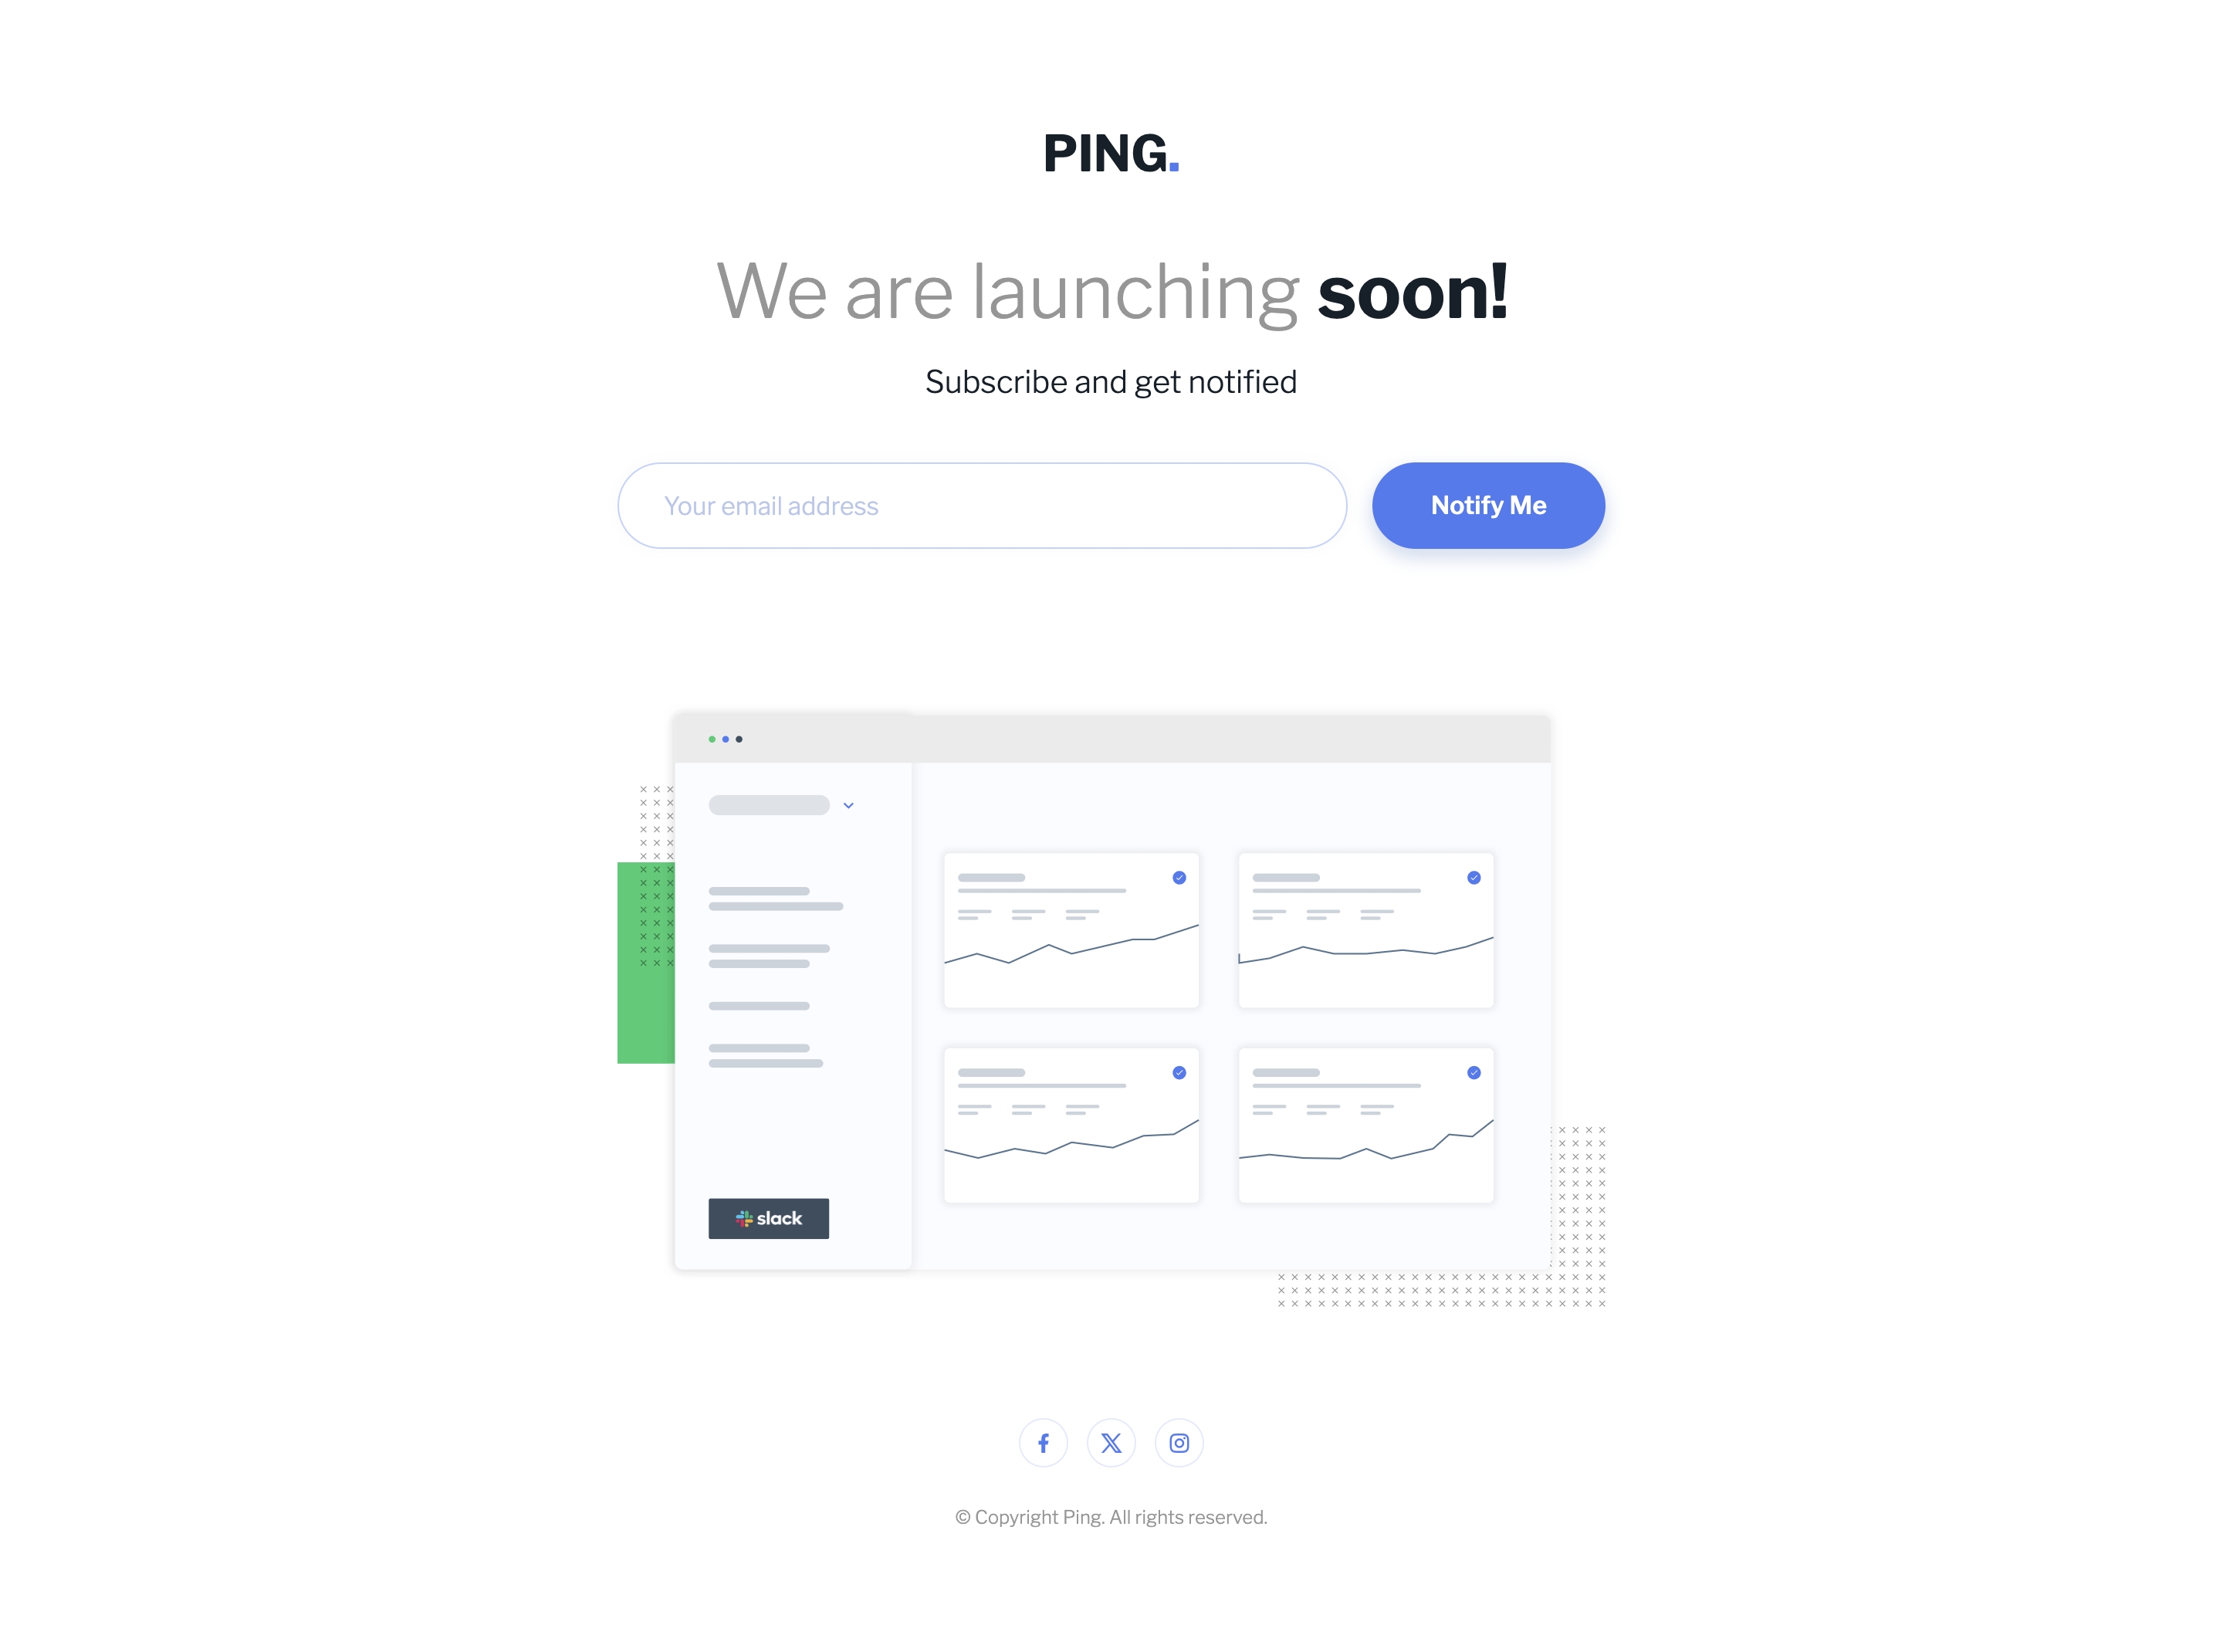 PING.
We are launching soon!
Subscribe and get notified
Your email address
Notify Me
slack
© Copyright Ping. All rights reserved.